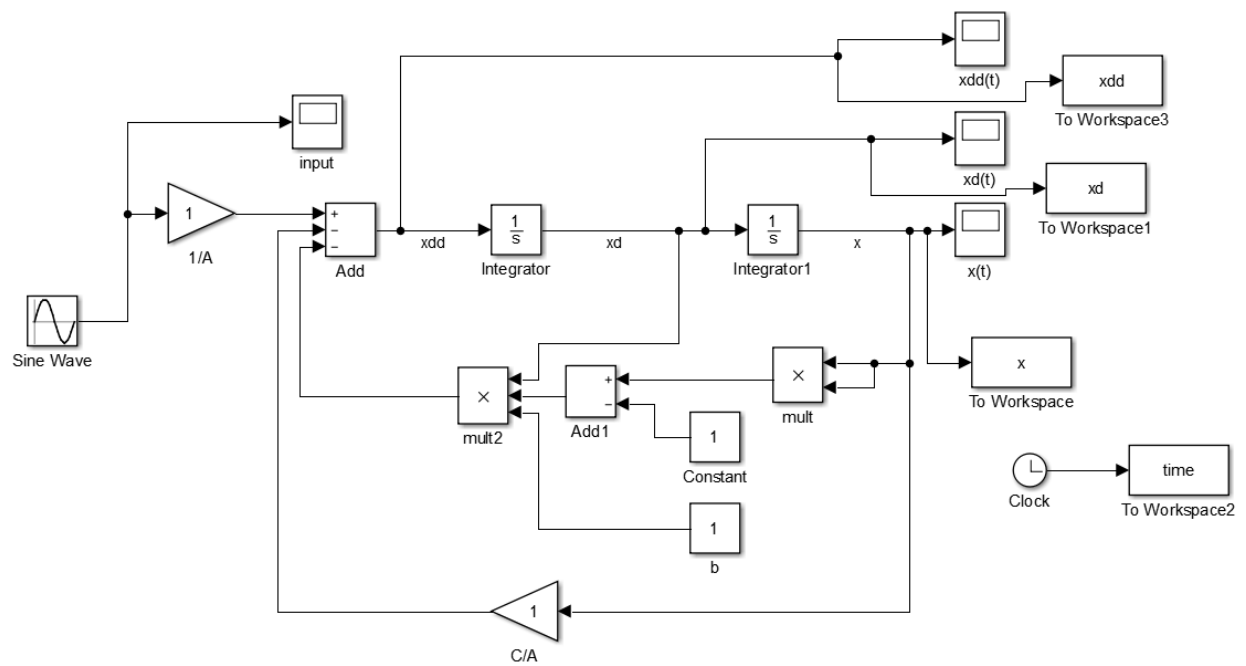 xdd(t)
xdd
To Workspace3
input
xd(t)
xd
To Workspace1
1
1/A
+
−
−
Add
xdd
1
s
Integrator
xd
1
s
Integrator1
x
x(t)
Sine Wave
×
mult2
+
−
Add1
×
mult
x
To Workspace
1
Constant
Clock
time
To Workspace2
1
b
1
C/A